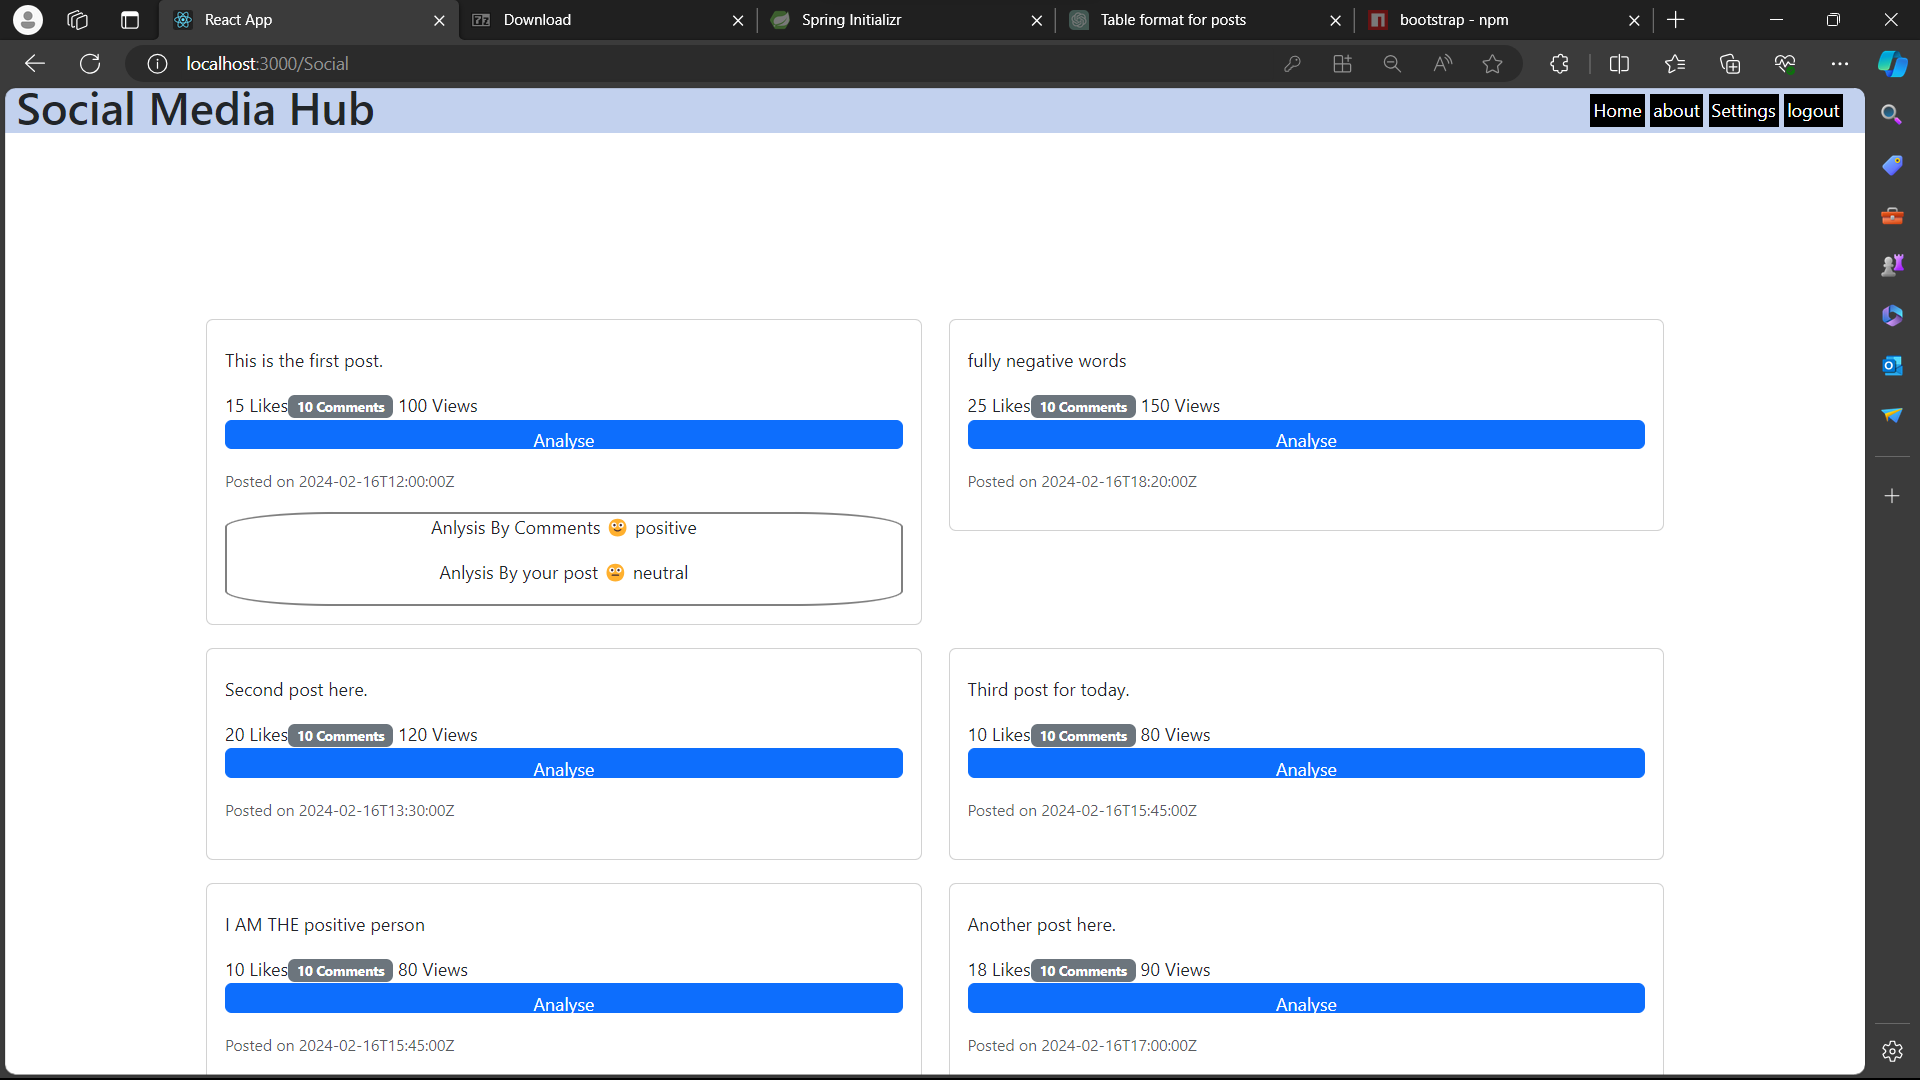 React App
Download
Spring Initializr
Table format for posts
bootstrap - npm
localhost:3000/Social
Social Media Hub
Home about Settings logout
This is the first post.
15 Likes 10 Comments 100 Views
Analyse
Posted on 2024-02-16T12:00:00Z
Anlysis By Comments 🙂 positive
Anlysis By your post 😐 neutral
fully negative words
25 Likes 10 Comments 150 Views
Analyse
Posted on 2024-02-16T18:20:00Z
Second post here.
20 Likes 10 Comments 120 Views
Analyse
Posted on 2024-02-16T13:30:00Z
Third post for today.
10 Likes 10 Comments 80 Views
Analyse
Posted on 2024-02-16T15:45:00Z
I AM THE positive person
10 Likes 10 Comments 80 Views
Analyse
Posted on 2024-02-16T15:45:00Z
Another post here.
18 Likes 10 Comments 90 Views
Analyse
Posted on 2024-02-16T17:00:00Z